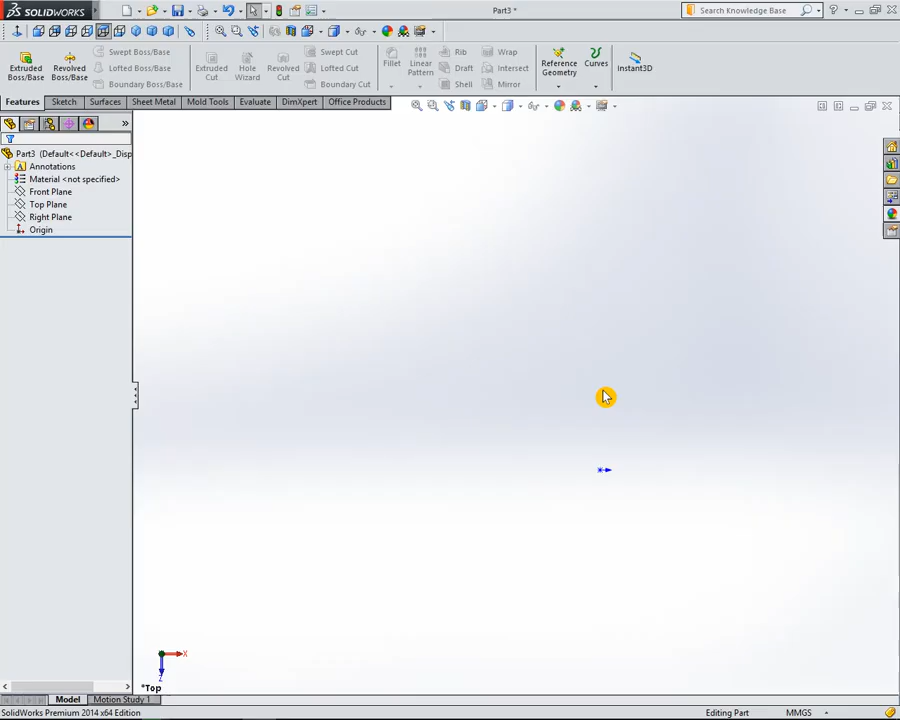 SOLIDWORKS
Part3 *
Search Knowledge Base
Extruded Boss/Base
Revolved Boss/Base
Swept Boss/Base
Lofted Boss/Base
Boundary Boss/Base
Extruded Cut
Hole Wizard
Revolved Cut
Swept Cut
Lofted Cut
Boundary Cut
Fillet
Linear Pattern
Rib
Draft
Shell
Wrap
Intersect
Mirror
Reference Geometry
Curves
Instant3D
Features
Sketch
Surfaces
Sheet Metal
Mold Tools
Evaluate
DimXpert
Office Products
Part3 (Default<<Default>_Disp
Annotations
Material <not specified>
Front Plane
Top Plane
Right Plane
Origin
X
Z
*Top
Model
Motion Study 1
SolidWorks Premium 2014 x64 Edition
Editing Part
MMGS